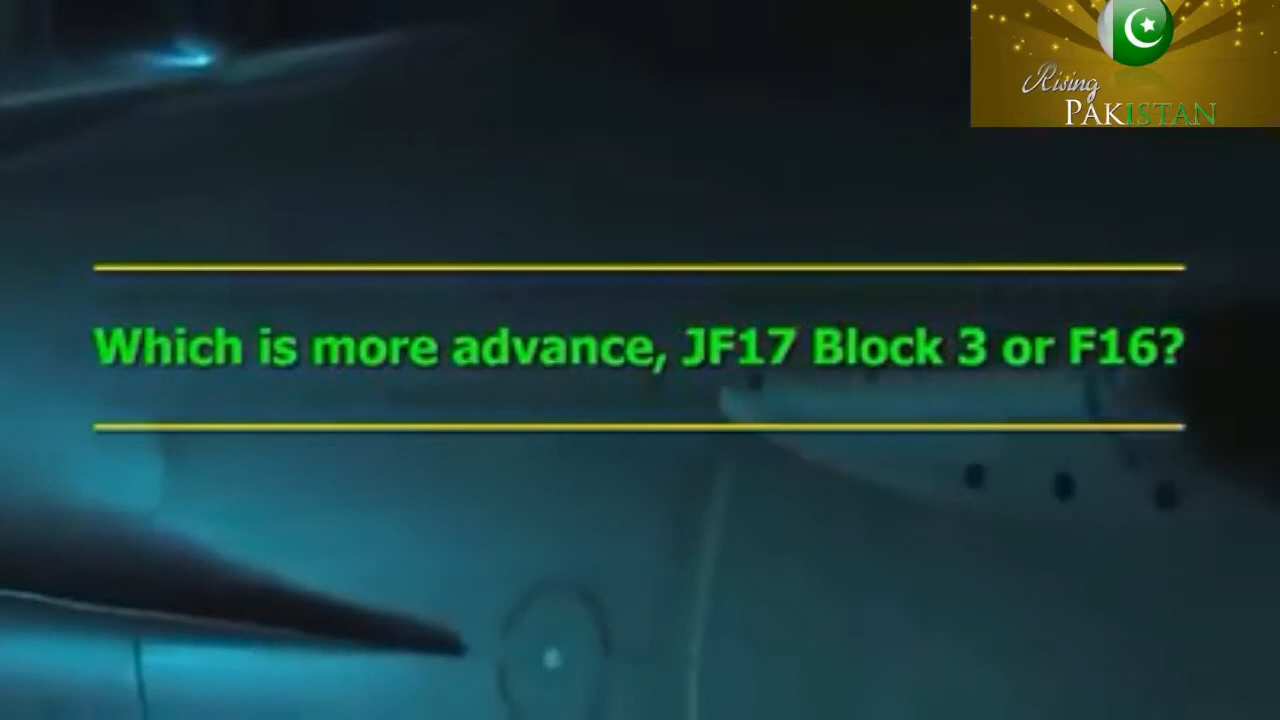 Rising
PAKISTAN
Which is more advance, JF17 Block 3 or F16?